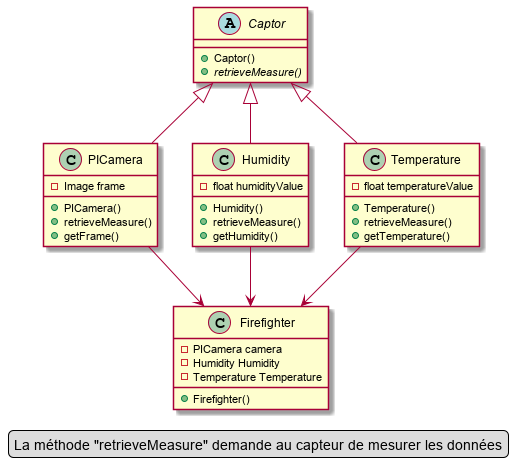 A Captor
Captor()
retrieveMeasure()
C PICamera
Image frame
PICamera()
retrieveMeasure()
getFrame()
C Humidity
float humidityValue
Humidity()
retrieveMeasure()
getHumidity()
C Temperature
float temperatureValue
Temperature()
retrieveMeasure()
getTemperature()
C Firefighter
PICamera camera
Humidity Humidity
Temperature Temperature
Firefighter()
La méthode "retrieveMeasure" demande au capteur de mesurer les données